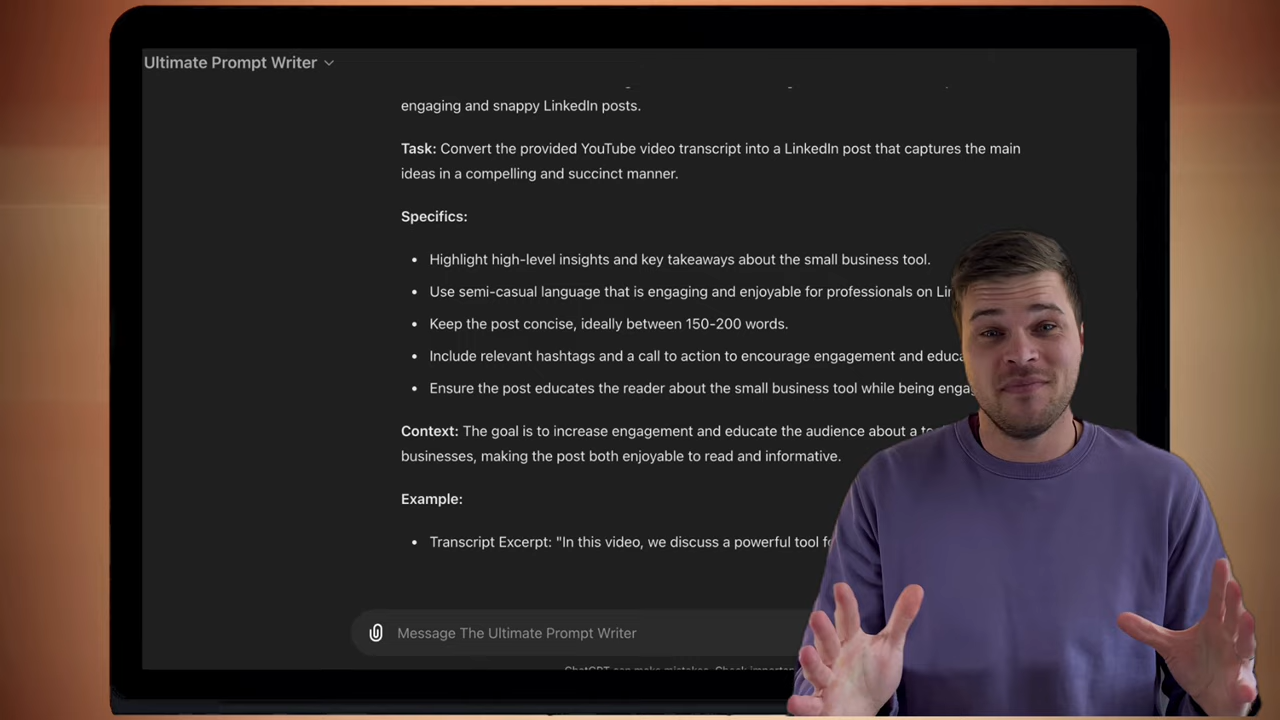 Ultimate Prompt Writer
engaging and snappy LinkedIn posts.
Task: Convert the provided YouTube video transcript into a LinkedIn post that captures the main
ideas in a compelling and succinct manner.
Specifics:
• Highlight high-level insights and key takeaways about the small business tool.
• Use semi-casual language that is engaging and enjoyable for professionals on
• Keep the post concise, ideally between 150-200 words.
• Include relevant hashtags and a call to action to encourage engagement and
• Ensure the post educates the reader about the small business tool while being
Context: The goal is to increase engagement and educate the audience about a
businesses, making the post both enjoyable to read and informative.
Example:
• Transcript Excerpt: "In this video, we discuss a powerful tool
Message The Ultimate Prompt Writer
ChatGPT can make mistakes. Check